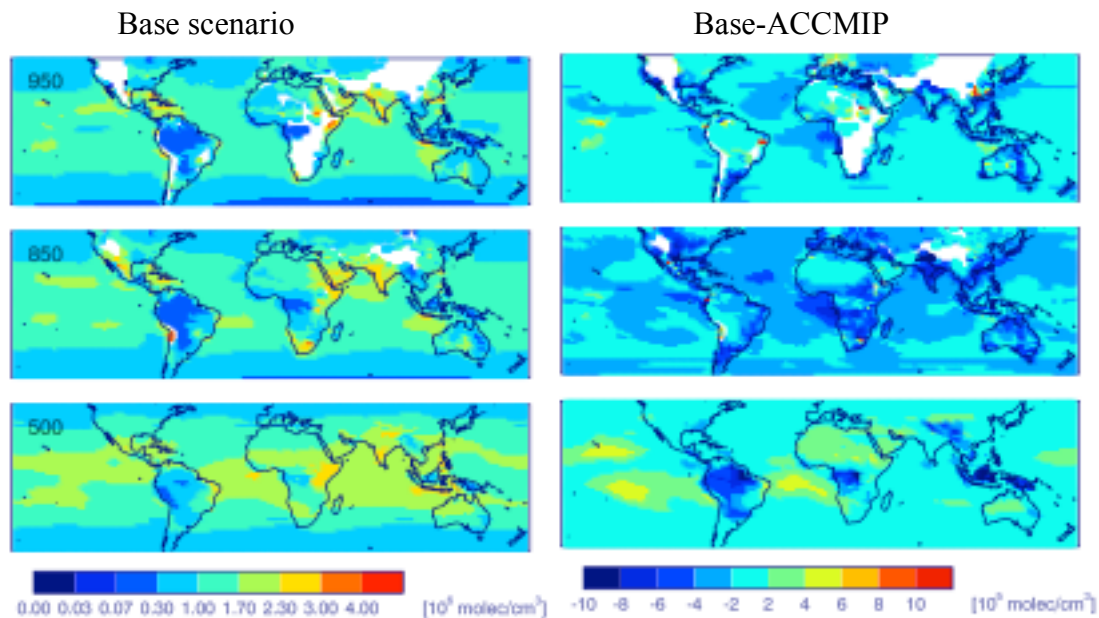 Base scenario
Base-ACCMIP
950
850
500
0.00 0.03 0.07 0.30 1.00 1.70 2.30 3.00 4.00 [10⁶ molec/cm³]
-10 -8 -6 -4 -2 2 4 6 8 10 molec/cm³]